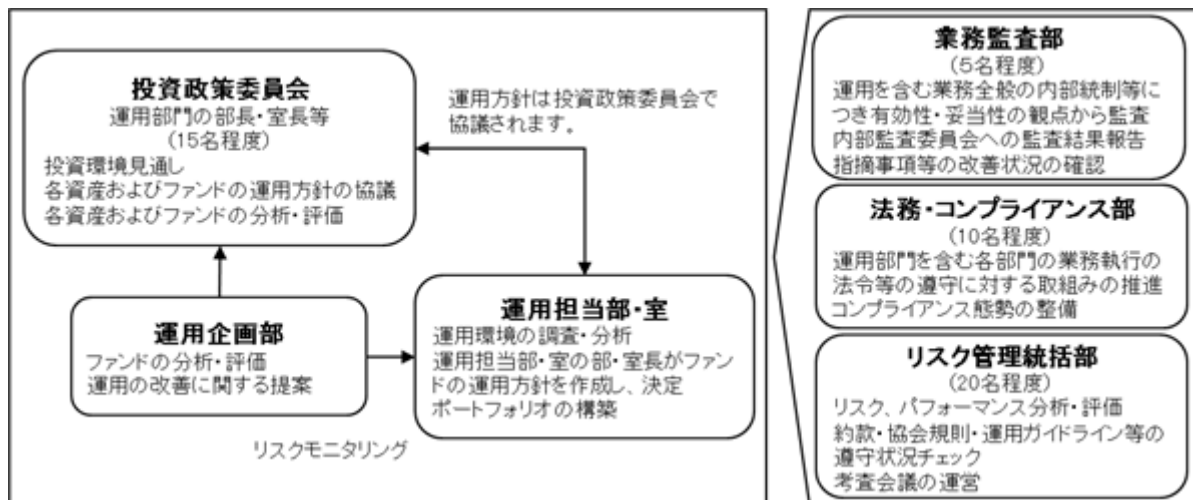 投資政策委員会
運用部門の部長・室長等
(15名程度)
投資環境見通し
各資産およびファンドの運用方針の協議
各資産およびファンドの分析・評価
運用方針は投資政策委員会で
協議されます。
運用企画部
ファンドの分析・評価
運用の改善に関する提案
運用担当部・室
運用環境の調査・分析
運用担当部・室の部・室長がファン
ドの運用方針を作成し、決定
ポートフォリオの構築
リスクモニタリング
業務監査部
(5名程度)
運用を含む業務全般の内部統制等に
つき有効性・妥当性の観点から監査
内部監査委員会への監査結果報告
指摘事項等の改善状況の確認
法務・コンプライアンス部
(10名程度)
運用部門を含む各部門の業務執行の
法令等の遵守に対する取組みの推進
コンプライアンス態勢の整備
リスク管理統括部
(20名程度)
リスク、パフォーマンス分析・評価
約款・協会規則・運用ガイドライン等の
遵守状況チェック
考査会議の運営